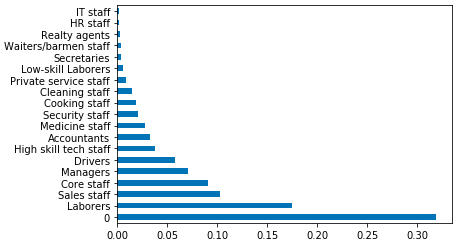 IT staff
HR staff
Realty agents
Waiters/barmen staff
Secretaries
Low-skill Laborers
Private service staff
Cleaning staff
Cooking staff
Security staff
Medicine staff
Accountants
High skill tech staff
Drivers
Managers
Core staff
Sales staff
Laborers
0
0.00 0.05 0.10 0.15 0.20 0.25 0.30